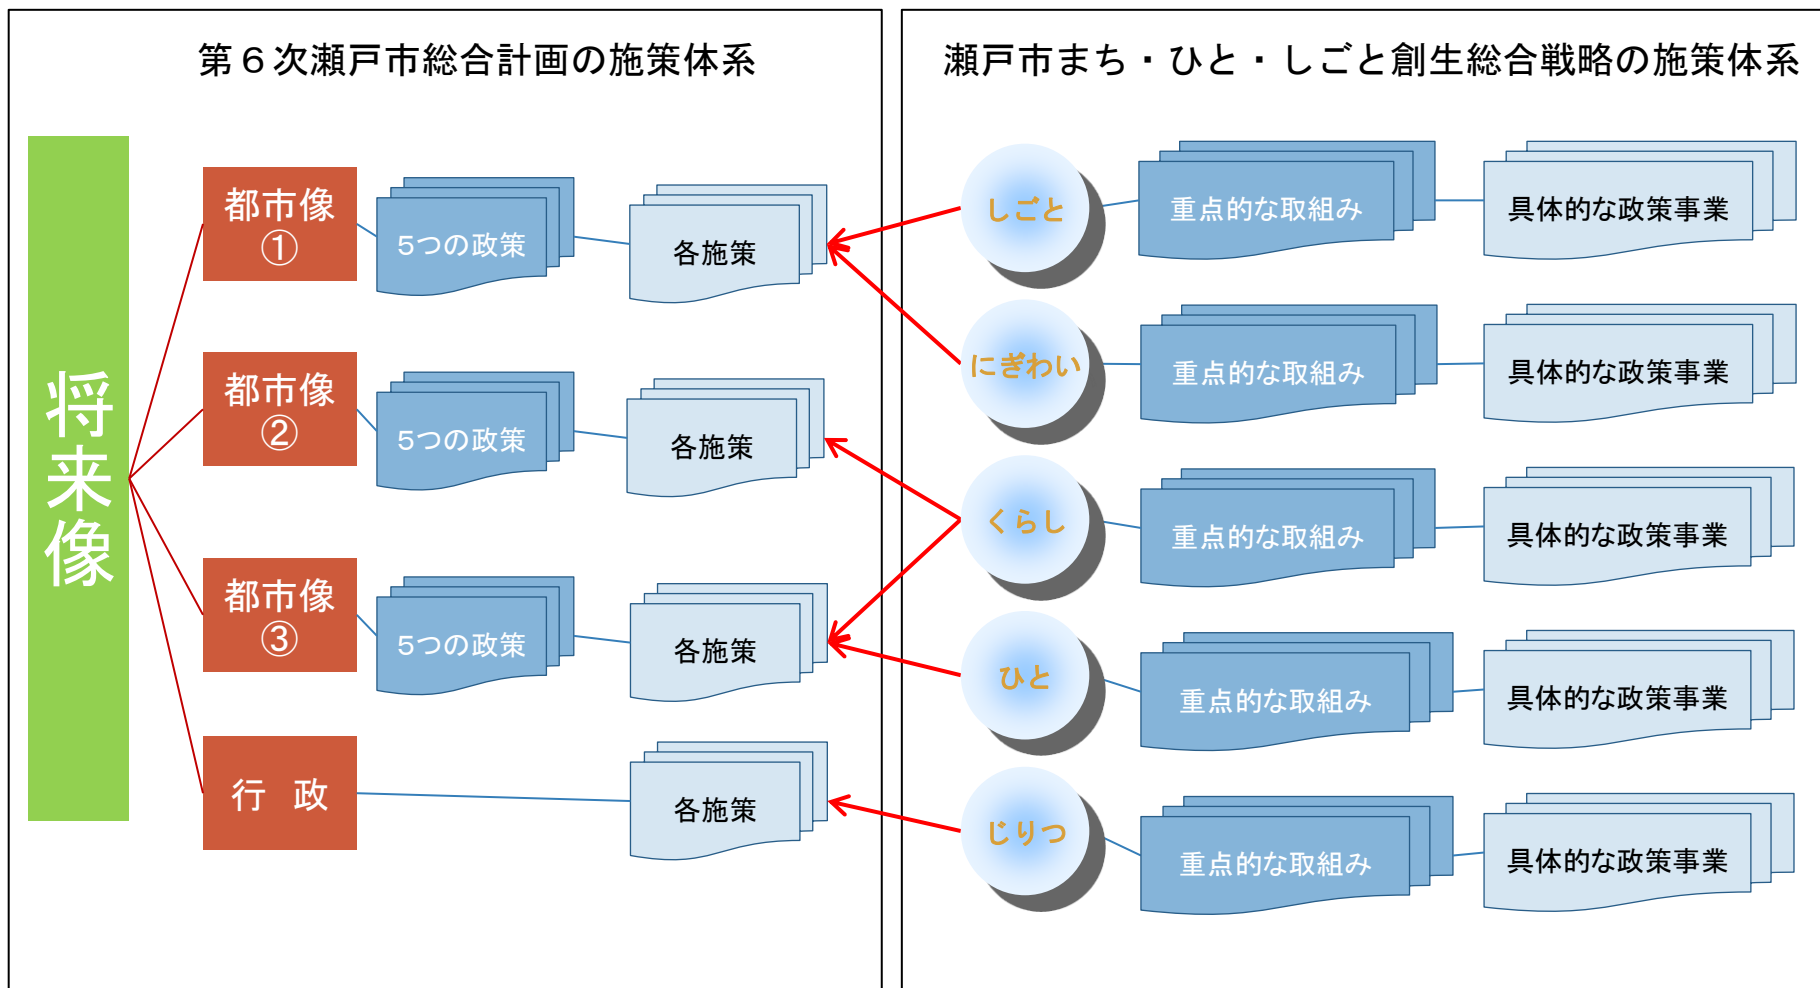 第６次瀬戸市総合計画の施策体系
将来像
都市像
①
5つの政策
各施策
都市像
②
5つの政策
各施策
都市像
③
5つの政策
各施策
行 政
各施策
瀬戸市まち・ひと・しごと創生総合戦略の施策体系
しごと
重点的な取組み
具体的な政策事業
にぎわい
重点的な取組み
具体的な政策事業
くらし
重点的な取組み
具体的な政策事業
ひと
重点的な取組み
具体的な政策事業
じりつ
重点的な取組み
具体的な政策事業